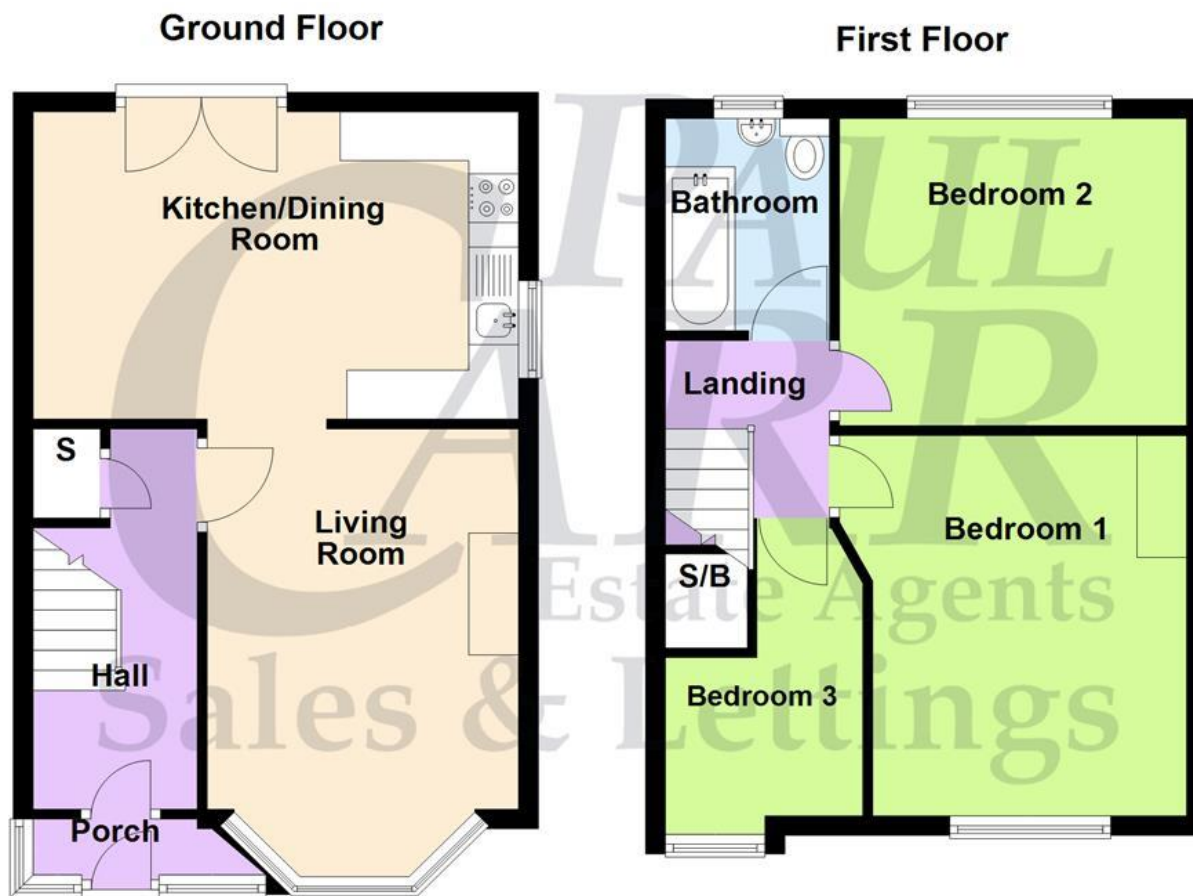 Ground Floor
First Floor
Kitchen/Dining
Room
Bathroom
Bedroom 2
Landing
S
Living
Room
Bedroom 1
S/B
Hall
Bedroom 3
Porch
PAUL
CARR
Estate Agents
Sales & Lettings